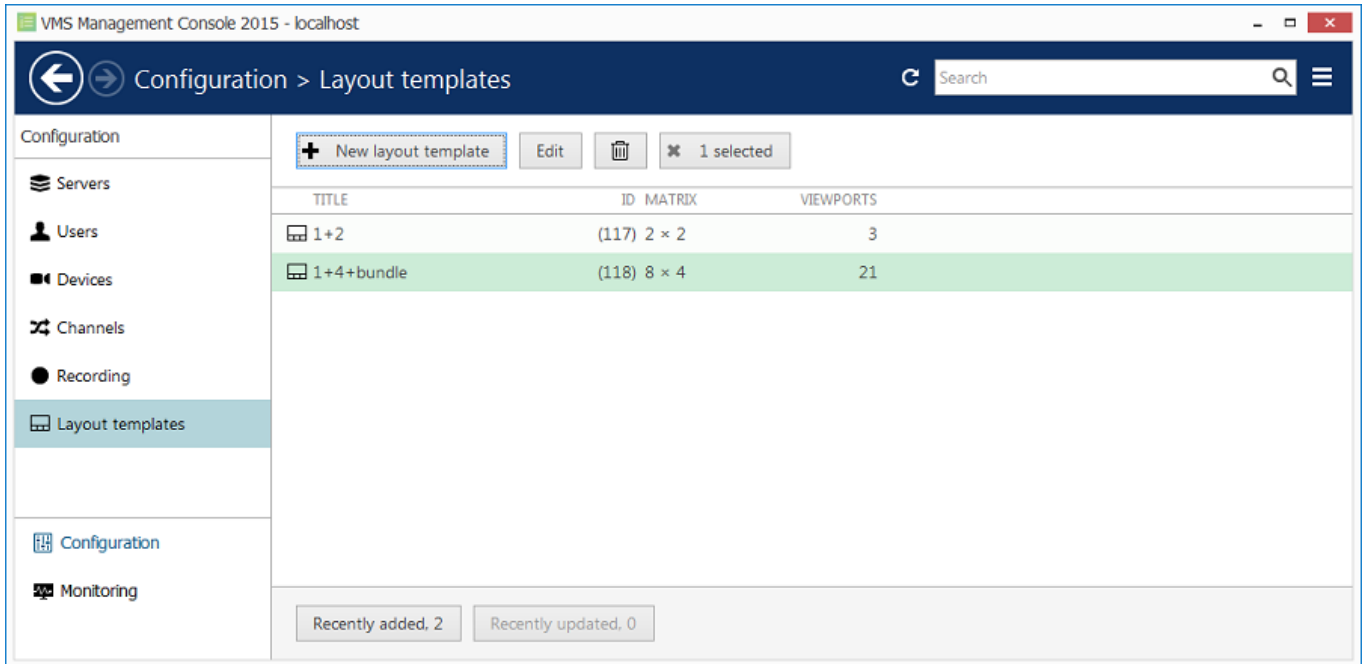 VMS Management Console 2015 - localhost
Configuration > Layout templates
Search
Configuration
New layout template
Edit
1 selected
Servers
TITLE ID MATRIX VIEWPORTS
Users
1+2 (117) 2 × 2 3
Devices
1+4+bundle (118) 8 × 4 21
Channels
Recording
Layout templates
Configuration
Monitoring
Recently added, 2
Recently updated, 0